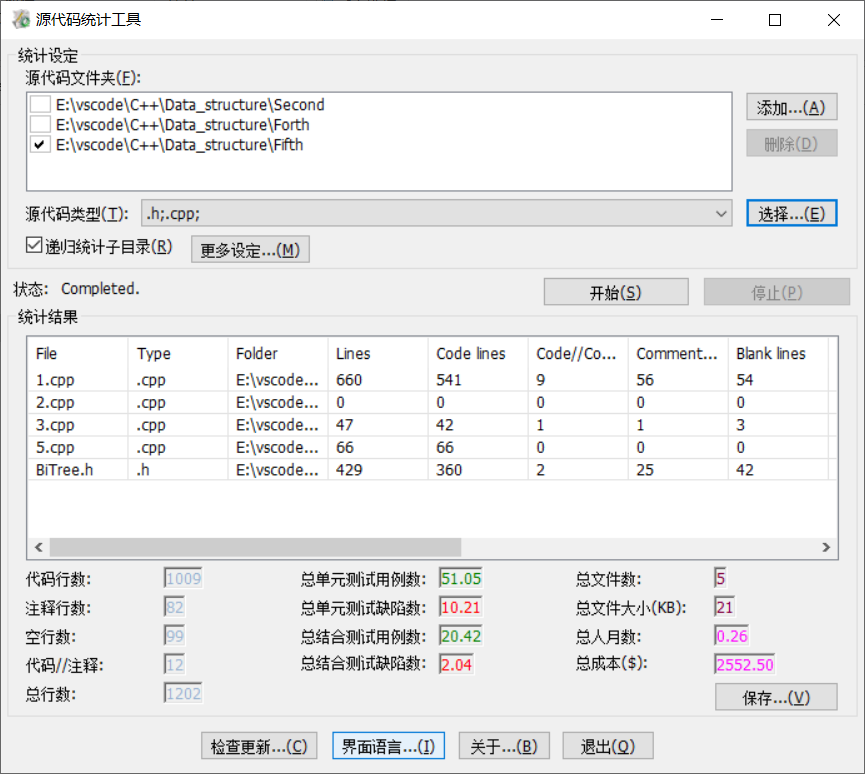 源代码统计工具
统计设定
源代码文件夹(F):
E:\vscode\C++\Data_structure\Second
E:\vscode\C++\Data_structure\Forth
E:\vscode\C++\Data_structure\Fifth
添加...(A)
删除(D)
源代码类型(T): .h;.cpp; 选择...(E)
递归统计子目录(R) 更多设定...(M)
状态: Completed. 开始(S) 停止(P)
统计结果
File Type Folder Lines Code lines Code//Co... Comment... Blank lines
1.cpp .cpp E:\vscode... 660 541 9 56 54
2.cpp .cpp E:\vscode... 0 0 0 0 0
3.cpp .cpp E:\vscode... 47 42 1 1 3
5.cpp .cpp E:\vscode... 66 66 0 0 0
BiTree.h .h E:\vscode... 429 360 2 25 42
代码行数: 1009 总单元测试用例数: 51.05 总文件数: 5
注释行数: 82 总单元测试缺陷数: 10.21 总文件大小(KB): 21
空行数: 99 总结合测试用例数: 20.42 总人月数: 0.26
代码//注释: 12 总结合测试缺陷数: 2.04 总成本($): 2552.50
总行数: 1202 保存...(V)
检查更新...(C) 界面语言...(I) 关于...(B) 退出(Q)